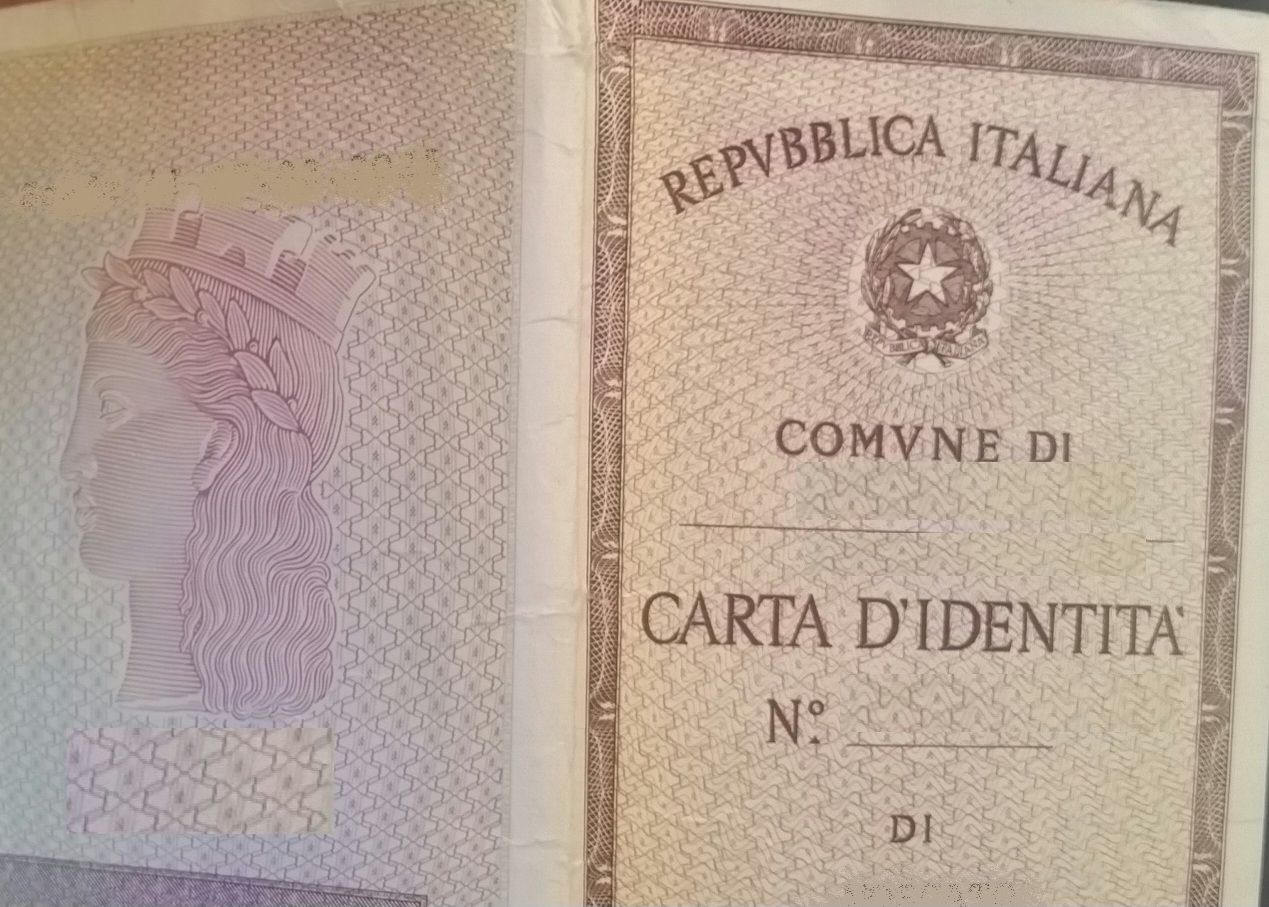 REPVBBLICA ITALIANA
REPVBBLICA ITALIANA
COMVNE DI
CARTA D'IDENTITA'
N.º
DI